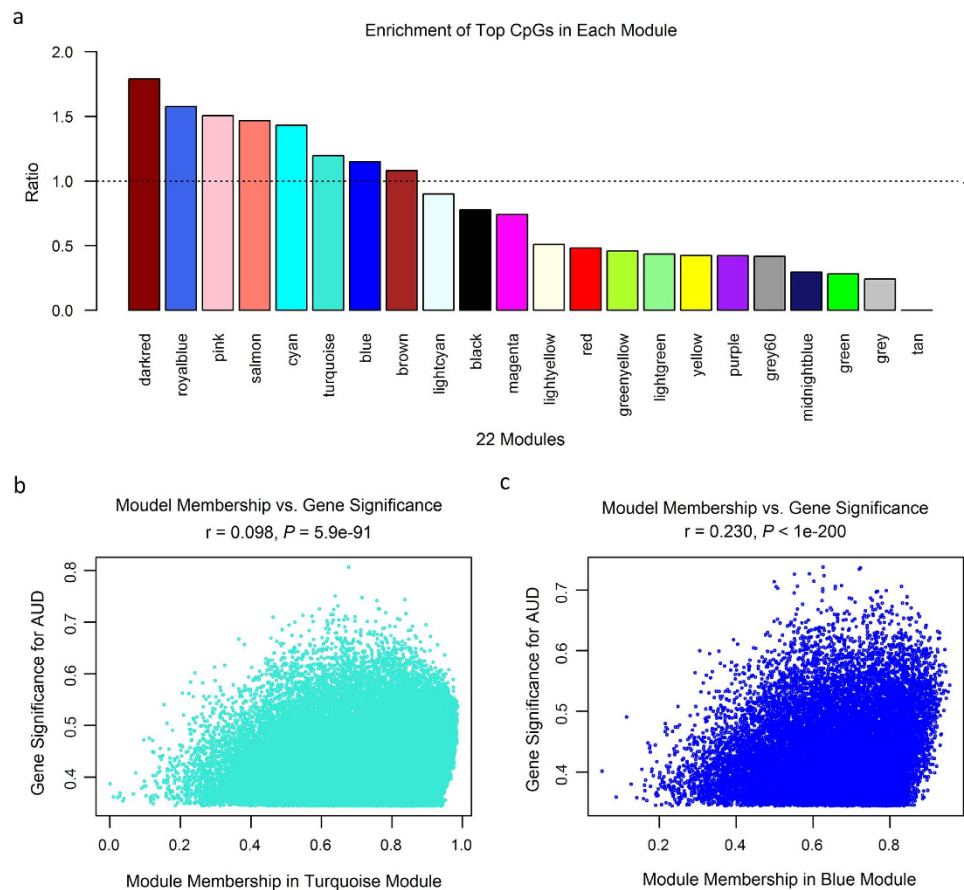 a
Enrichment of Top CpGs in Each Module
2.0
1.5
1.0
0.5
0.0
Ratio
darkred
royalblue
pink
salmon
cyan
turquoise
blue
brown
lightcyan
black
magenta
lightyellow
red
greenyellow
lightgreen
yellow
purple
grey60
midnightblue
green
grey
tan
22 Modules
b
Moudel Membership vs. Gene Significance
r = 0.098, P = 5.9e-91
Gene Significance for AUD
0.8
0.7
0.6
0.5
0.4
0.0 0.2 0.4 0.6 0.8 1.0
Module Membership in Turquoise Module
c
Moudel Membership vs. Gene Significance
r = 0.230, P < 1e-200
Gene Significance for AUD
0.7
0.6
0.5
0.4
0.2 0.4 0.6 0.8
Module Membership in Blue Module